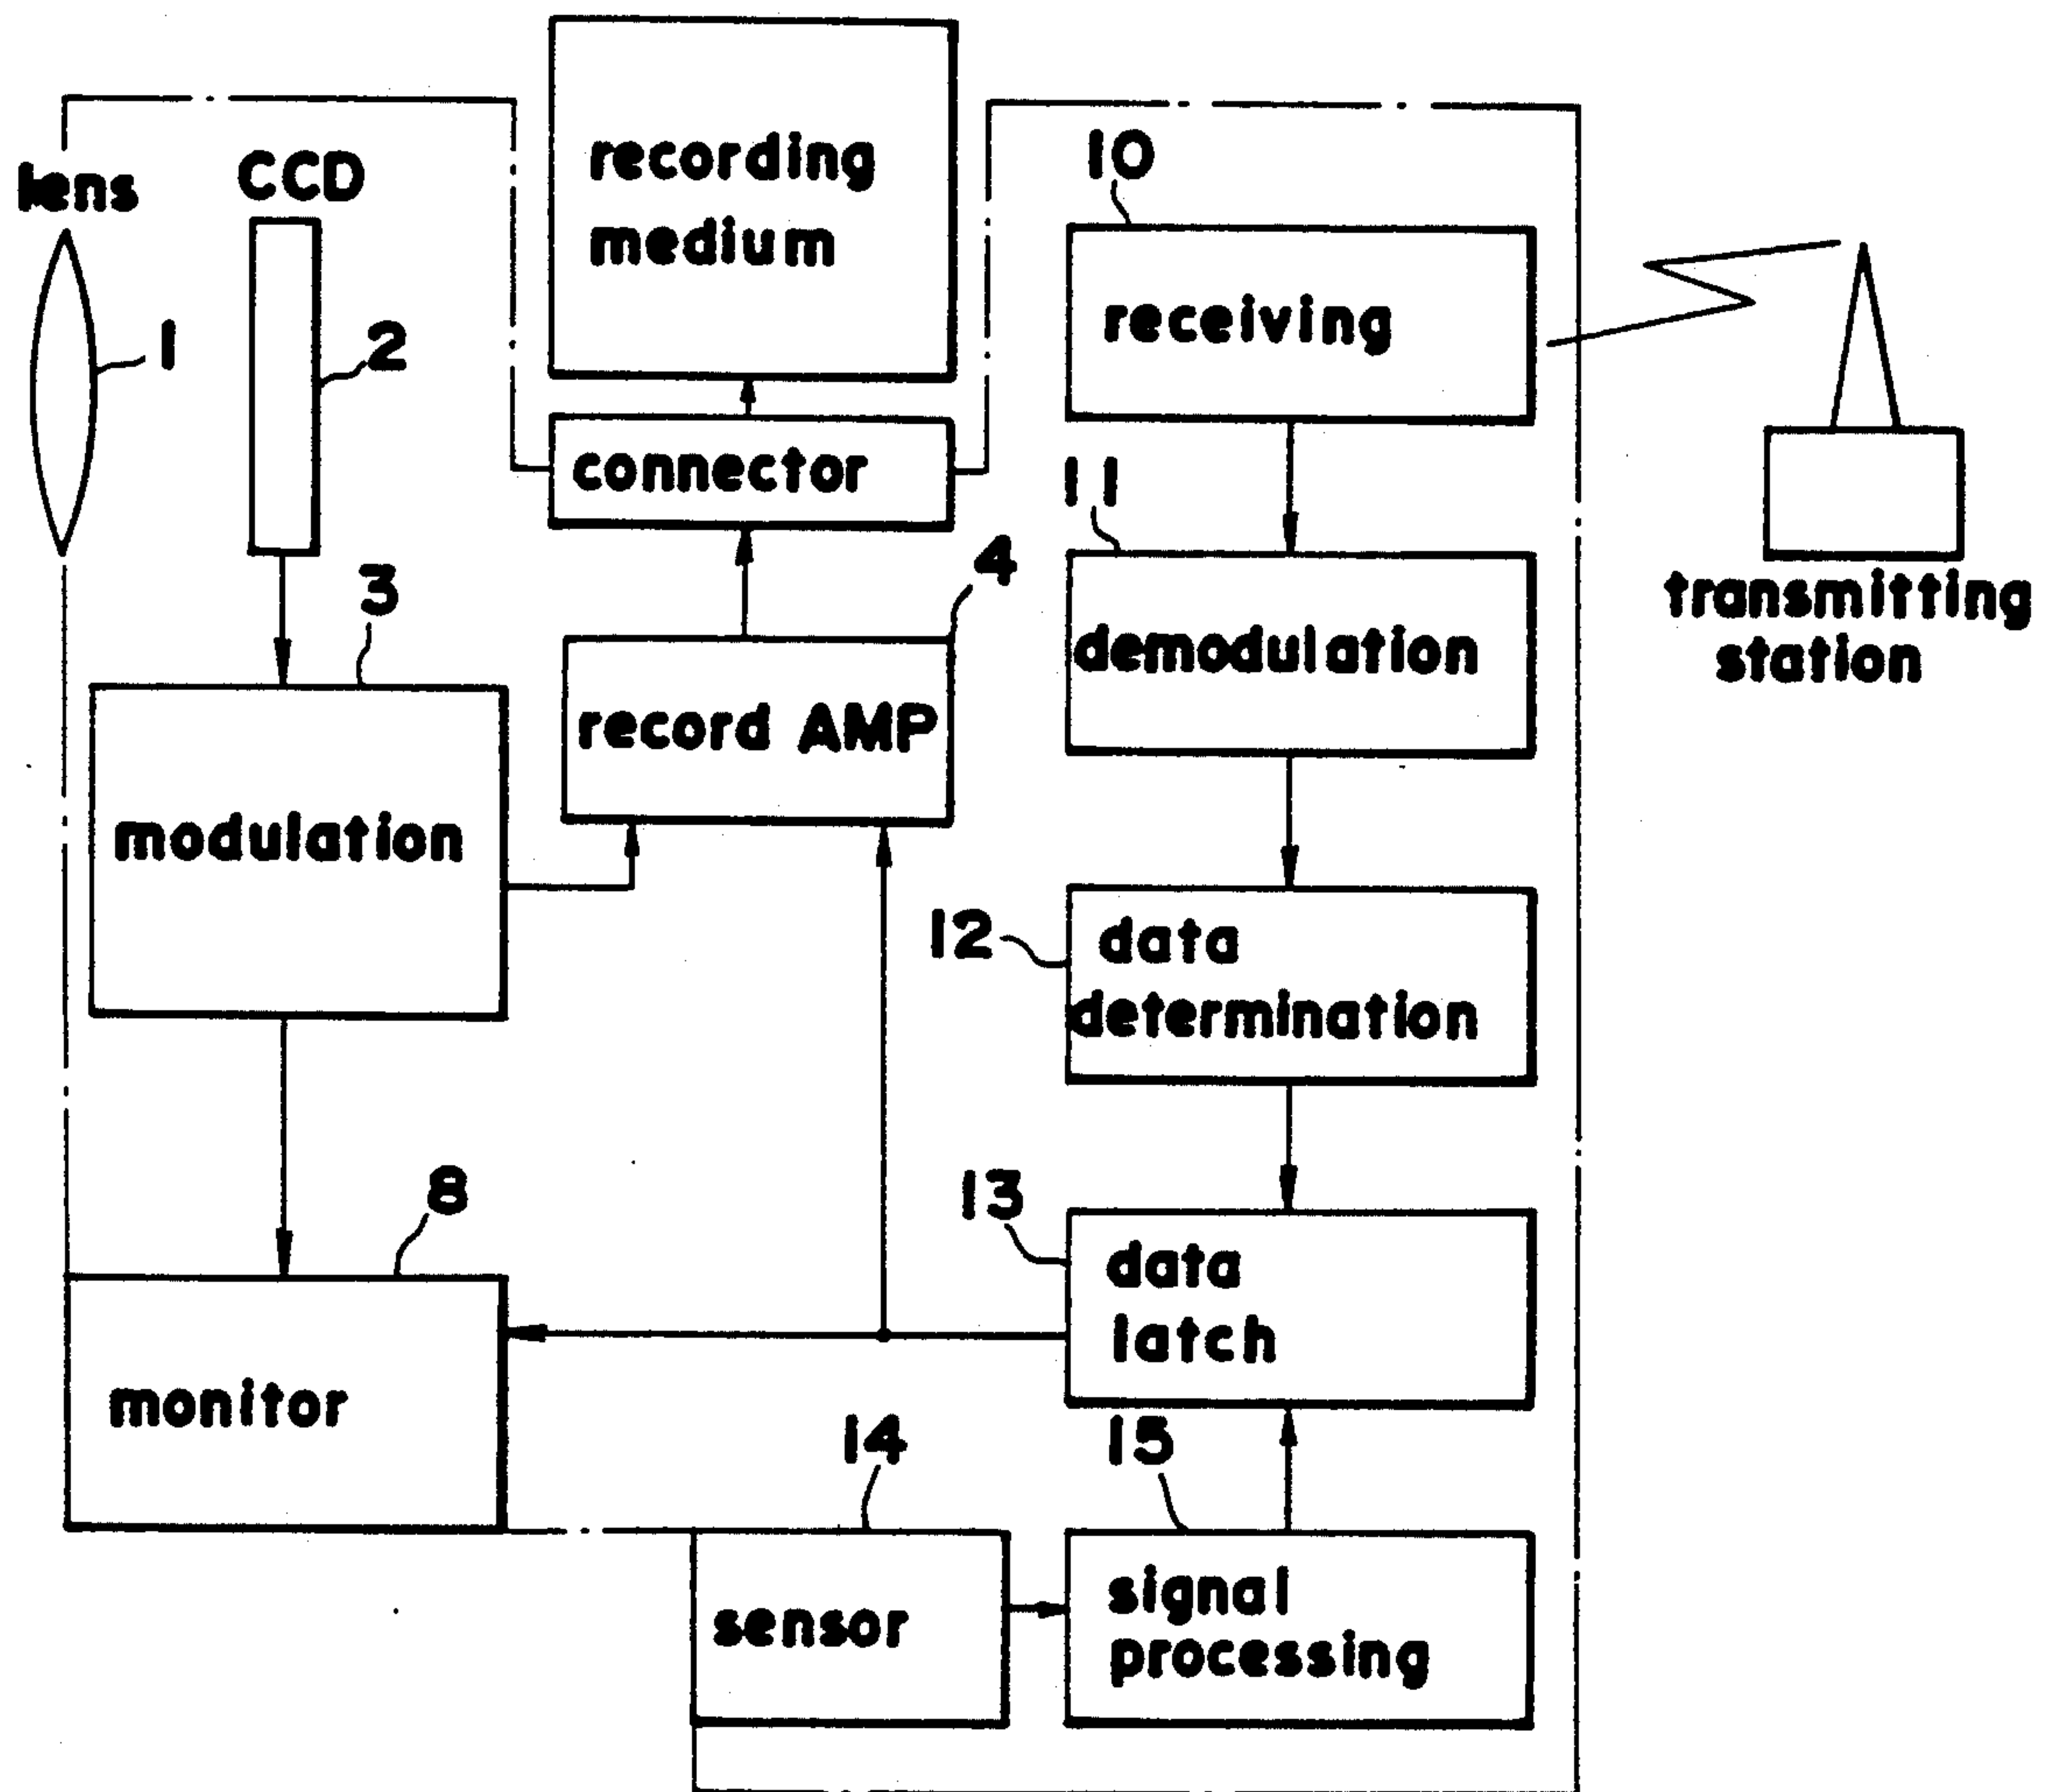 lens
1
CCD
2
recording
medium
connector
3
modulation
4
record AMP
8
monitor
10
receiving
11
demodulation
12
data
determination
13
data
latch
14
sensor
15
signal
processing
transmitting
station